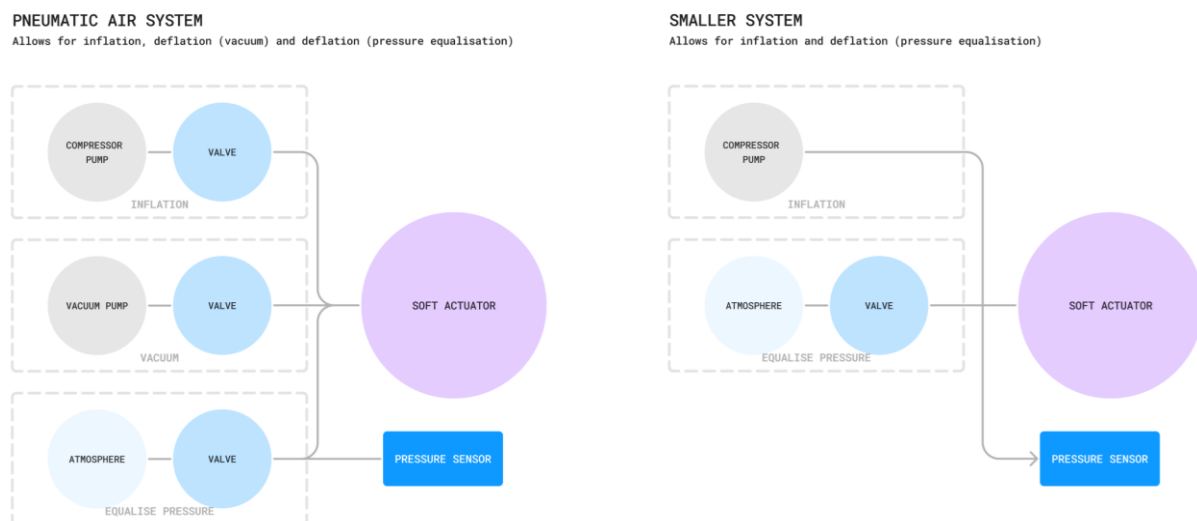 PNEUMATIC AIR SYSTEM
Allows for inflation, deflation (vacuum) and deflation (pressure equalisation)
COMPRESSOR
PUMP
VALVE
INFLATION
VACUUM PUMP
VALVE
VACUUM
ATMOSPHERE
VALVE
EQUALISE PRESSURE
SOFT ACTUATOR
PRESSURE SENSOR
SMALLER SYSTEM
Allows for inflation and deflation (pressure equalisation)
COMPRESSOR
PUMP
INFLATION
ATMOSPHERE
VALVE
EQUALISE PRESSURE
SOFT ACTUATOR
PRESSURE SENSOR